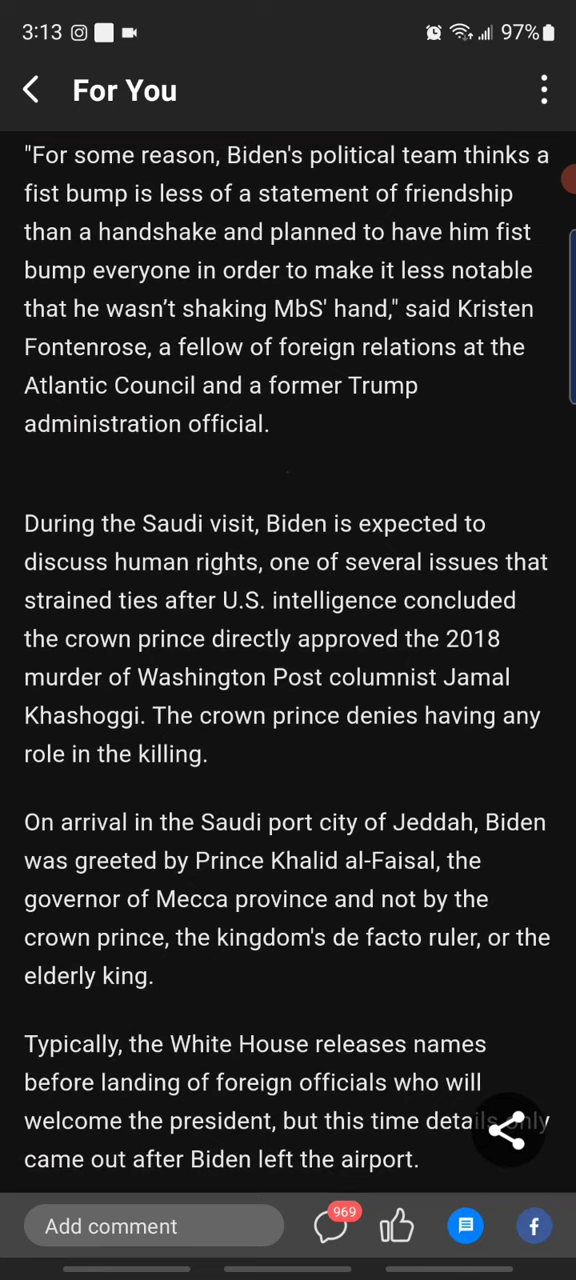 3:13
97%
For You
"For some reason, Biden's political team thinks a
fist bump is less of a statement of friendship
than a handshake and planned to have him fist
bump everyone in order to make it less notable
that he wasn’t shaking MbS' hand," said Kristen
Fontenrose, a fellow of foreign relations at the
Atlantic Council and a former Trump
administration official.
During the Saudi visit, Biden is expected to
discuss human rights, one of several issues that
strained ties after U.S. intelligence concluded
the crown prince directly approved the 2018
murder of Washington Post columnist Jamal
Khashoggi. The crown prince denies having any
role in the killing.
On arrival in the Saudi port city of Jeddah, Biden
was greeted by Prince Khalid al-Faisal, the
governor of Mecca province and not by the
crown prince, the kingdom's de facto ruler, or the
elderly king.
Typically, the White House releases names
before landing of foreign officials who will
welcome the president, but this time details only
came out after Biden left the airport.
Add comment
969